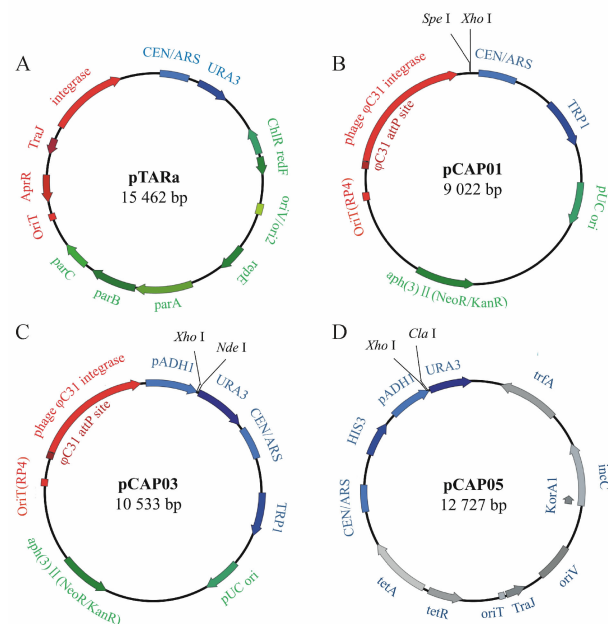 A
CEN/ARS
URA3
ChlR
redF
oriV/ori2
repE
parA
parB
parC
OriT
AprR
TraJ
integrase
pTARa
15 462 bp
B
Spe I
Xho I
CEN/ARS
TRP1
pUC ori
aph(3) II (NeoR/KanR)
OriT(RP4)
φC31 attP site
phage φC31 integrase
pCAP01
9 022 bp
C
Xho I
Nde I
pADH1
URA3
CEN/ARS
TRP1
pUC ori
aph(3) II (NeoR/KanR)
OriT(RP4)
φC31 attP site
phage φC31 integrase
pCAP03
10 533 bp
D
Cla I
Xho I
pADH1
URA3
trfA
incC
KorA1
oriV
TraJ
oriT
tetR
tetA
CEN/ARS
HIS3
pCAP05
12 727 bp